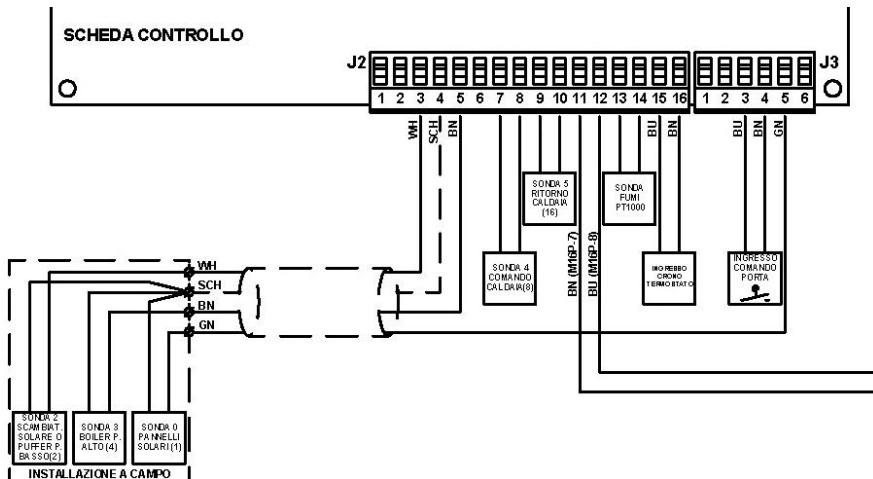 SCHEDA CONTROLLO
J2
J3
1 2 3 4 5 6 7 8 9 10 11 12 13 14 15 16
1 2 3 4 5 6
WH
SCH
BN
BU
BN
BU
BN
GN
SONDA 5
RITORNO
CALDAIA
(16)
SONDA
FUMI
PT1000
BN (M16P-7)
BU (M16P-8)
SONDA 4
COMANDO
CALDAIA(8)
INGRESSO
CRONO
TERMOSTATO
INGRESSO
COMANDO
PORTA
WH
SCH
BN
GN
SONDA 2
SCAMBIAT.
SOLARE O
PUFFER P.
BASSO(2)
SONDA 3
BOILER P.
ALTO(4)
SONDA 0
PANNELLI
SOLARI(1)
INSTALLAZIONE A CAMPO